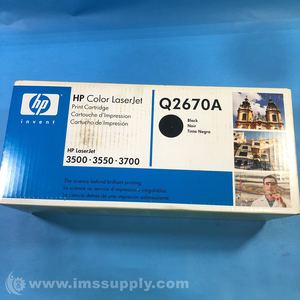 hp
invent
HP Color LaserJet
Print Cartridge
Cartouche d'Impression
Cartucho de Impresión
HP LaserJet
3500 • 3550 • 3700
Q2670A
Black
Noir
Tinta Negra
The science behind brilliant printing
© www.imssupply.com